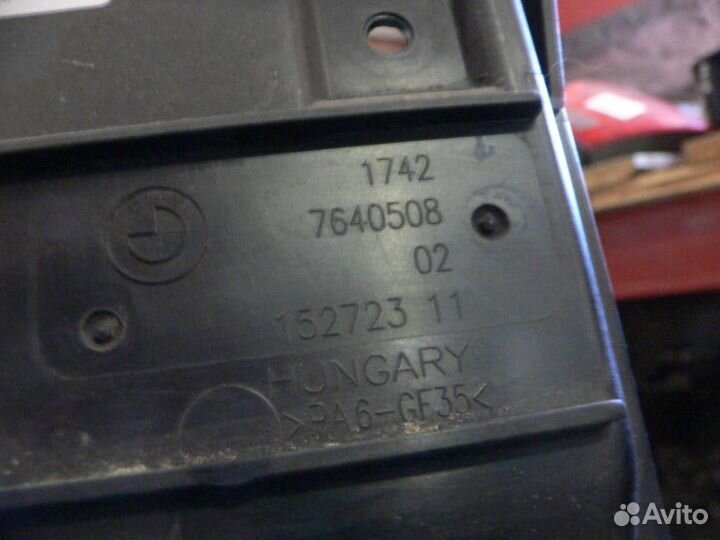 1742
7640508
02
152723 11
HUNGARY
>PA6-GF35<
Avito